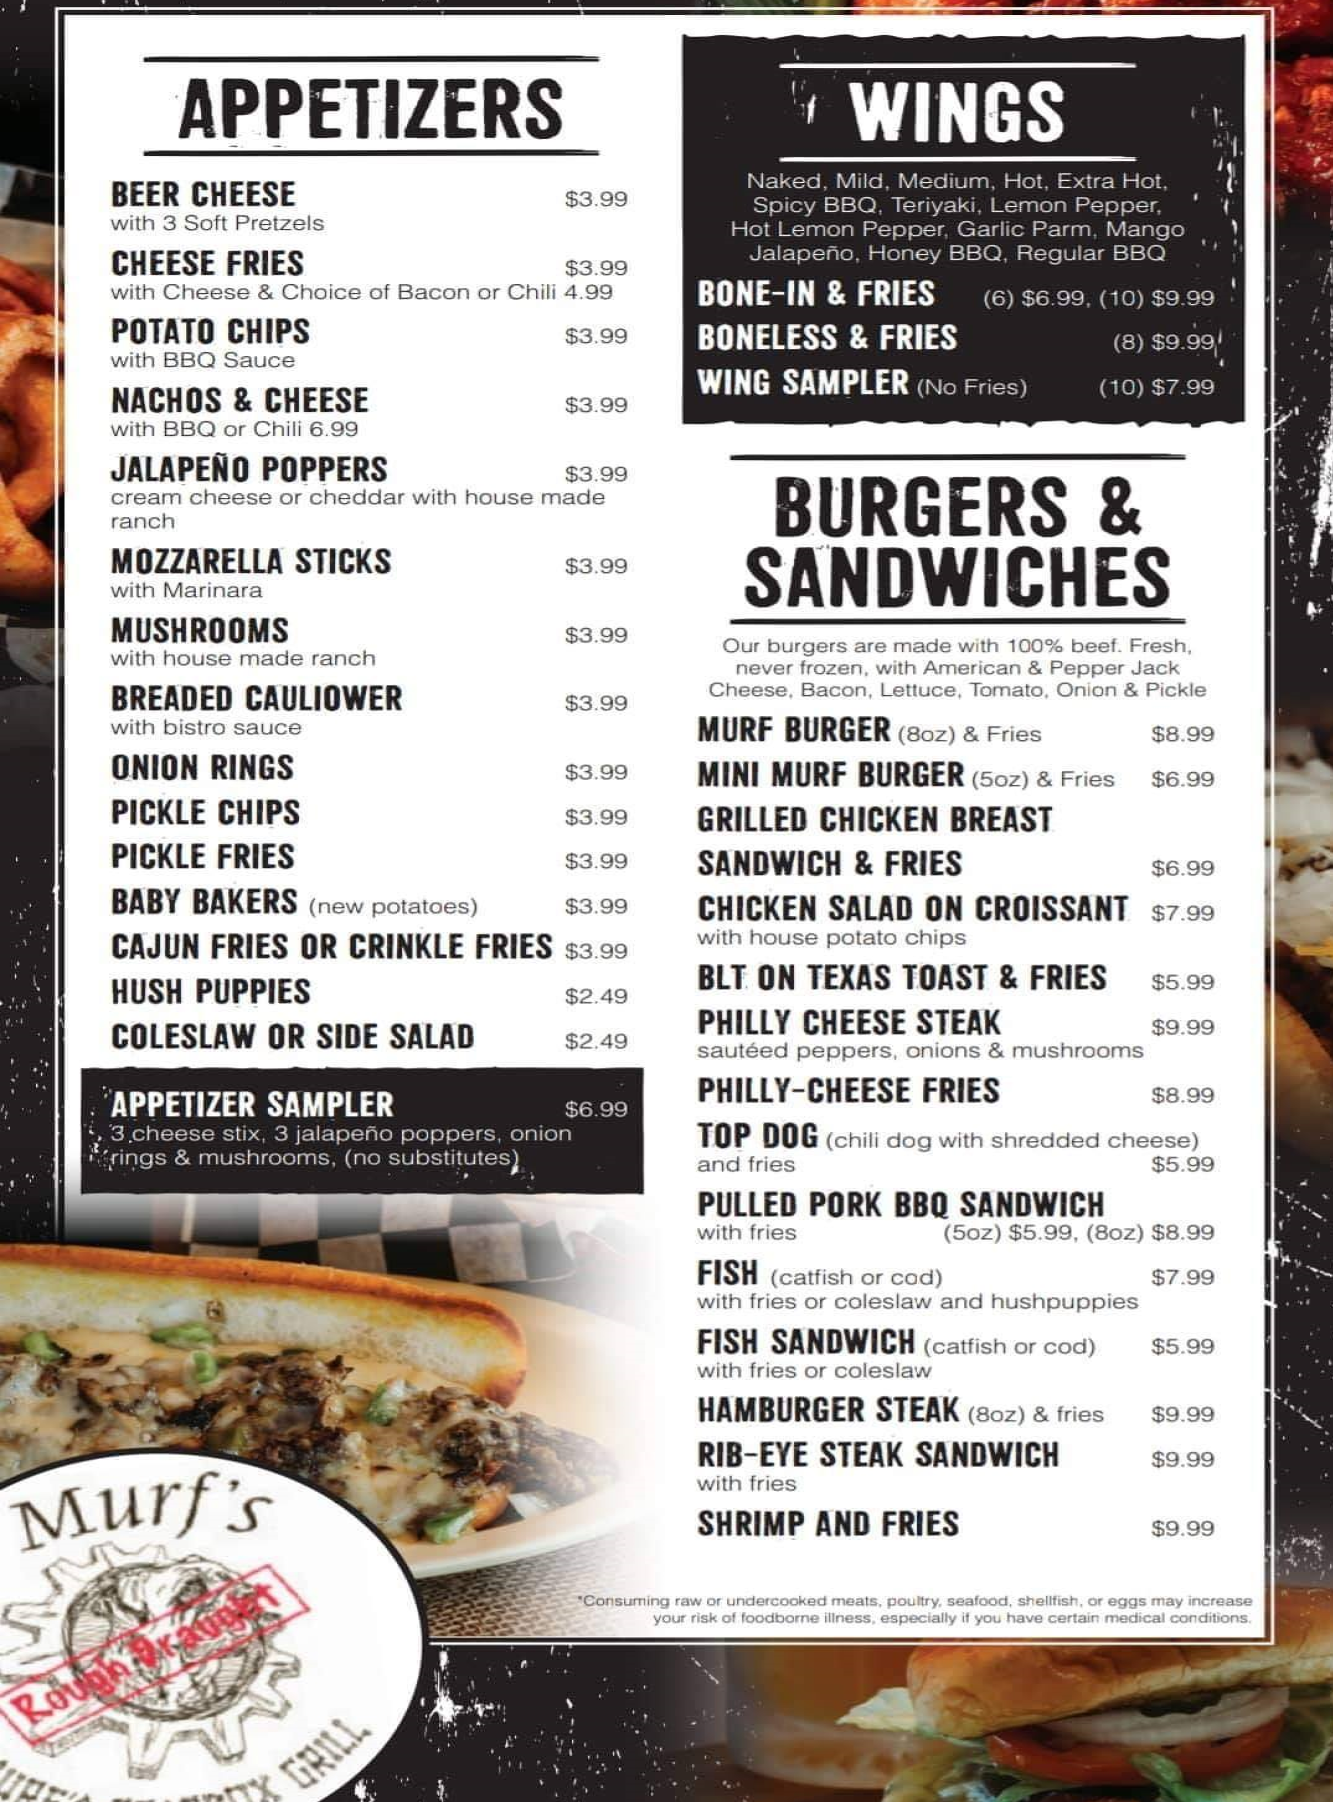 APPETIZERS
BEER CHEESE $3.99
with 3 Soft Pretzels
CHEESE FRIES $3.99
with Cheese & Choice of Bacon or Chili 4.99
POTATO CHIPS $3.99
with BBQ Sauce
NACHOS & CHEESE $3.99
with BBQ or Chili 6.99
JALAPEÑO POPPERS $3.99
cream cheese or cheddar with house made
ranch
MOZZARELLA STICKS $3.99
with Marinara
MUSHROOMS $3.99
with house made ranch
BREADED CAULIOWER $3.99
with bistro sauce
ONION RINGS $3.99
PICKLE CHIPS $3.99
PICKLE FRIES $3.99
BABY BAKERS (new potatoes) $3.99
CAJUN FRIES OR CRINKLE FRIES $3.99
HUSH PUPPIES $2.49
COLESLAW OR SIDE SALAD $2.49
APPETIZER SAMPLER $6.99
3 cheese stix, 3 jalapeño poppers, onion
rings & mushrooms, (no substitutes)
WINGS
Naked, Mild, Medium, Hot, Extra Hot,
Spicy BBQ, Teriyaki, Lemon Pepper,
Hot Lemon Pepper, Garlic Parm, Mango
Jalapeño, Honey BBQ, Regular BBQ
BONE-IN & FRIES (6) $6.99, (10) $9.99
BONELESS & FRIES (8) $9.99
WING SAMPLER (No Fries) (10) $7.99
BURGERS &
SANDWICHES
Our burgers are made with 100% beef. Fresh,
never frozen, with American & Pepper Jack
Cheese, Bacon, Lettuce, Tomato, Onion & Pickle
MURF BURGER (8oz) & Fries $8.99
MINI MURF BURGER (5oz) & Fries $6.99
GRILLED CHICKEN BREAST
SANDWICH & FRIES $6.99
CHICKEN SALAD ON CROISSANT $7.99
with house potato chips
BLT ON TEXAS TOAST & FRIES $5.99
PHILLY CHEESE STEAK $9.99
sautéed peppers, onions & mushrooms
PHILLY-CHEESE FRIES $8.99
TOP DOG (chili dog with shredded cheese)
and fries $5.99
PULLED PORK BBQ SANDWICH
with fries (5oz) $5.99, (8oz) $8.99
FISH (catfish or cod) $7.99
with fries or coleslaw and hushpuppies
FISH SANDWICH (catfish or cod) $5.99
with fries or coleslaw
HAMBURGER STEAK (8oz) & fries $9.99
RIB-EYE STEAK SANDWICH $9.99
with fries
SHRIMP AND FRIES $9.99
*Consuming raw or undercooked meats, poultry, seafood, shellfish, or eggs may increase
your risk of foodborne illness, especially if you have certain medical conditions.
Murf's
Rough Draught
GRILL